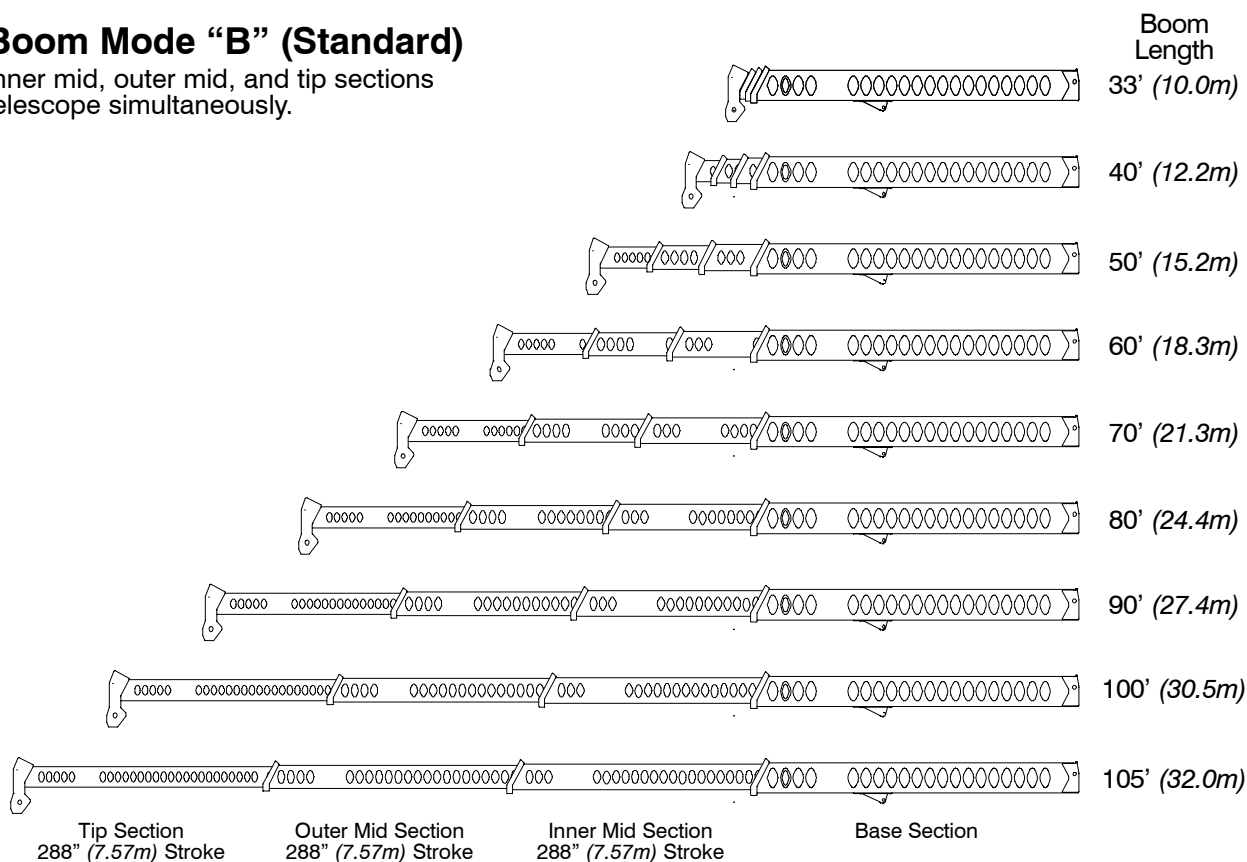 Boom Mode “B” (Standard)
nner mid, outer mid, and tip sections
elescope simultaneously.
Boom
Length
33’ (10.0m)
40’ (12.2m)
50’ (15.2m)
60’ (18.3m)
70’ (21.3m)
80’ (24.4m)
90’ (27.4m)
100’ (30.5m)
105’ (32.0m)
Tip Section
288” (7.57m) Stroke
Outer Mid Section
288” (7.57m) Stroke
Inner Mid Section
288” (7.57m) Stroke
Base Section